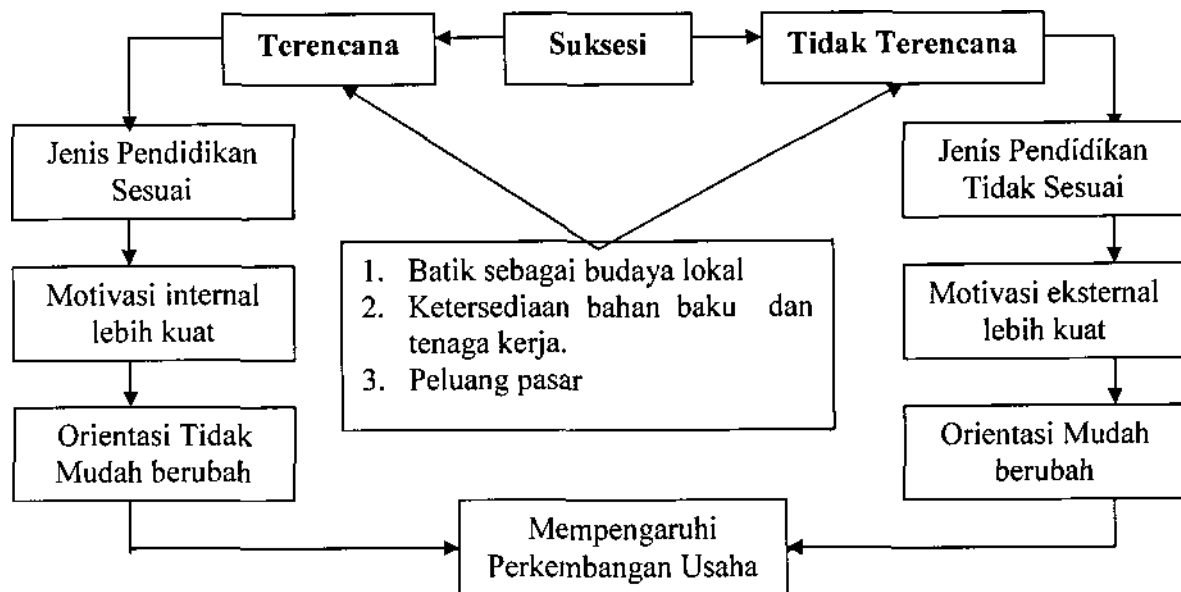 Terencana
Suksesi
Tidak Terencana
Jenis Pendidikan
Sesuai
Jenis Pendidikan
Tidak Sesuai
1. Batik sebagai budaya lokal
2. Ketersediaan bahan baku dan
tenaga kerja.
3. Peluang pasar
Motivasi internal
lebih kuat
Motivasi eksternal
lebih kuat
Orientasi Tidak
Mudah berubah
Orientasi Mudah
berubah
Mempengaruhi
Perkembangan Usaha